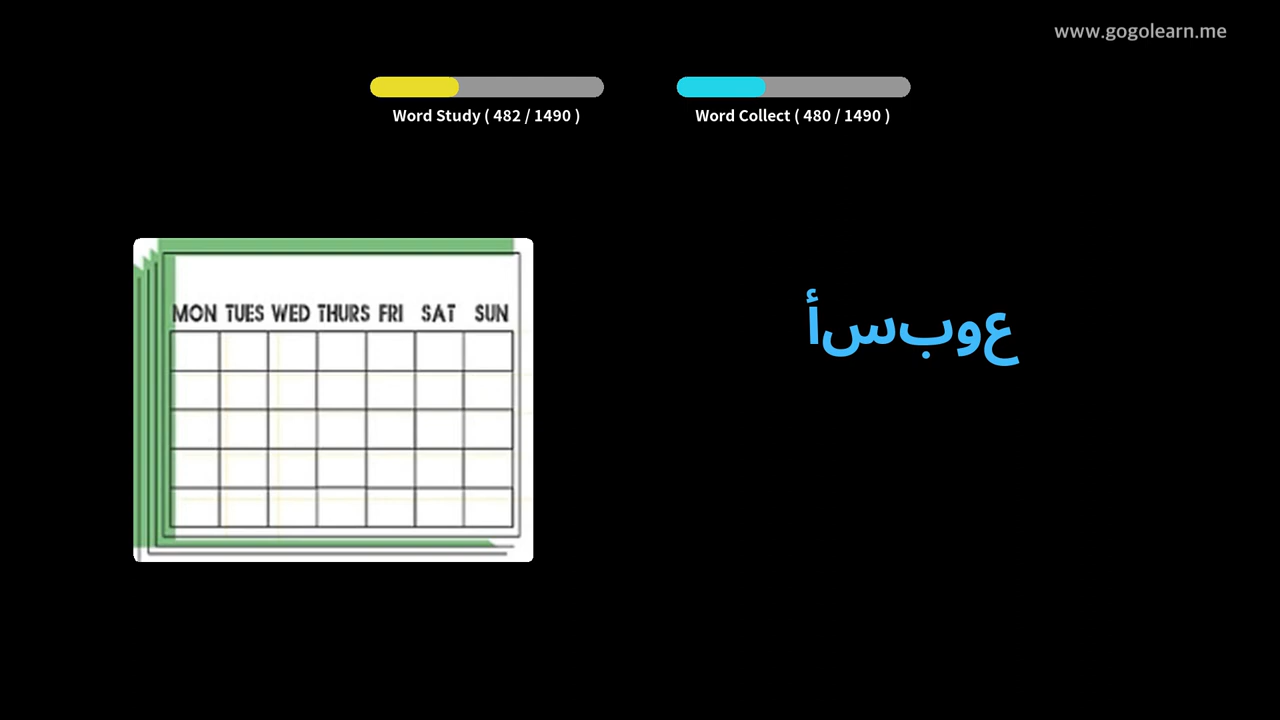 www.gogolearn.me
Word Study ( 482 / 1490 )
Word Collect ( 480 / 1490 )
MON TUES WED THURS FRI SAT SUN
أسبوع